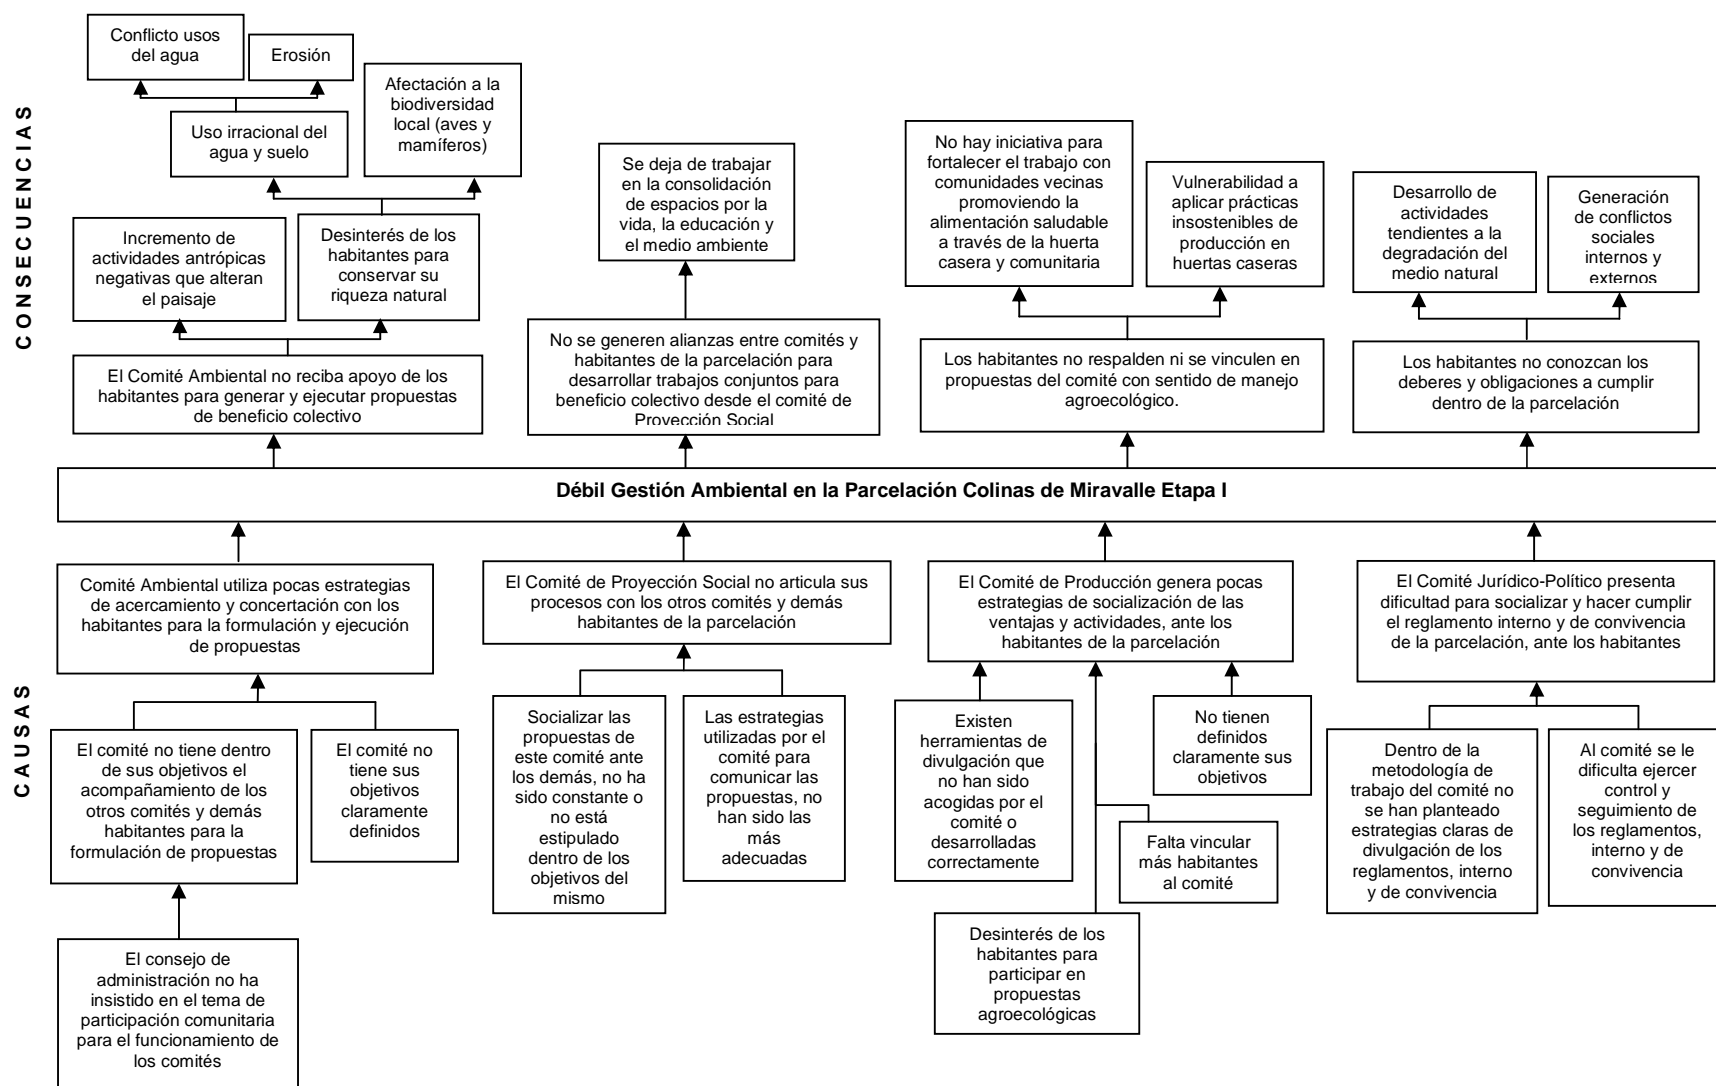 CONSECUENCIAS
Conflicto usos
del agua
Erosión
Uso irracional del
agua y suelo
Afectación a la
biodiversidad
local (aves y
mamíferos)
Incremento de
actividades antrópicas
negativas que alteran
el paisaje
Desinterés de los
habitantes para
conservar su
riqueza natural
El Comité Ambiental no reciba apoyo de los
habitantes para generar y ejecutar propuestas
de beneficio colectivo
Se deja de trabajar
en la consolidación
de espacios por la
vida, la educación y
el medio ambiente
No se generen alianzas entre comités y
habitantes de la parcelación para
desarrollar trabajos conjuntos para
beneficio colectivo desde el comité de
Proyección Social
No hay iniciativa para
fortalecer el trabajo con
comunidades vecinas
promoviendo la
alimentación saludable
a través de la huerta
casera y comunitaria
Vulnerabilidad a
aplicar prácticas
insostenibles de
producción en
huertas caseras
Los habitantes no respalden ni se vinculen en
propuestas del comité con sentido de manejo
agroecológico.
Desarrollo de
actividades
tendientes a la
degradación del
medio natural
Generación
de conflictos
sociales
internos y
externos
Los habitantes no conozcan los
deberes y obligaciones a cumplir
dentro de la parcelación
Débil Gestión Ambiental en la Parcelación Colinas de Miravalle Etapa I
CAUSAS
Comité Ambiental utiliza pocas estrategias
de acercamiento y concertación con los
habitantes para la formulación y ejecución
de propuestas
El comité no tiene dentro
de sus objetivos el
acompañamiento de los
otros comités y demás
habitantes para la
formulación de propuestas
El comité no
tiene sus
objetivos
claramente
definidos
El consejo de
administración no ha
insistido en el tema de
participación comunitaria
para el funcionamiento de
los comités
El Comité de Proyección Social no articula sus
procesos con los otros comités y demás
habitantes de la parcelación
Socializar las
propuestas de
este comité ante
los demás, no ha
sido constante o
no está
estipulado
dentro de los
objetivos del
mismo
Las estrategias
utilizadas por el
comité para
comunicar las
propuestas, no
han sido las
más
adecuadas
El Comité de Producción genera pocas
estrategias de socialización de las
ventajas y actividades, ante los
habitantes de la parcelación
Existen
herramientas de
divulgación que
no han sido
acogidas por el
comité o
desarrolladas
correctamente
No tienen
definidos
claramente sus
objetivos
Falta vincular
más habitantes
al comité
Desinterés de los
habitantes para
participar en
propuestas
agroecológicas
El Comité Jurídico-Político presenta
dificultad para socializar y hacer cumplir
el reglamento interno y de convivencia
de la parcelación, ante los habitantes
Dentro de la
metodología de
trabajo del comité no
se han planteado
estrategias claras de
divulgación de los
reglamentos, interno
y de convivencia
Al comité se le
dificulta ejercer
control y
seguimiento de
los reglamentos,
interno y de
convivencia